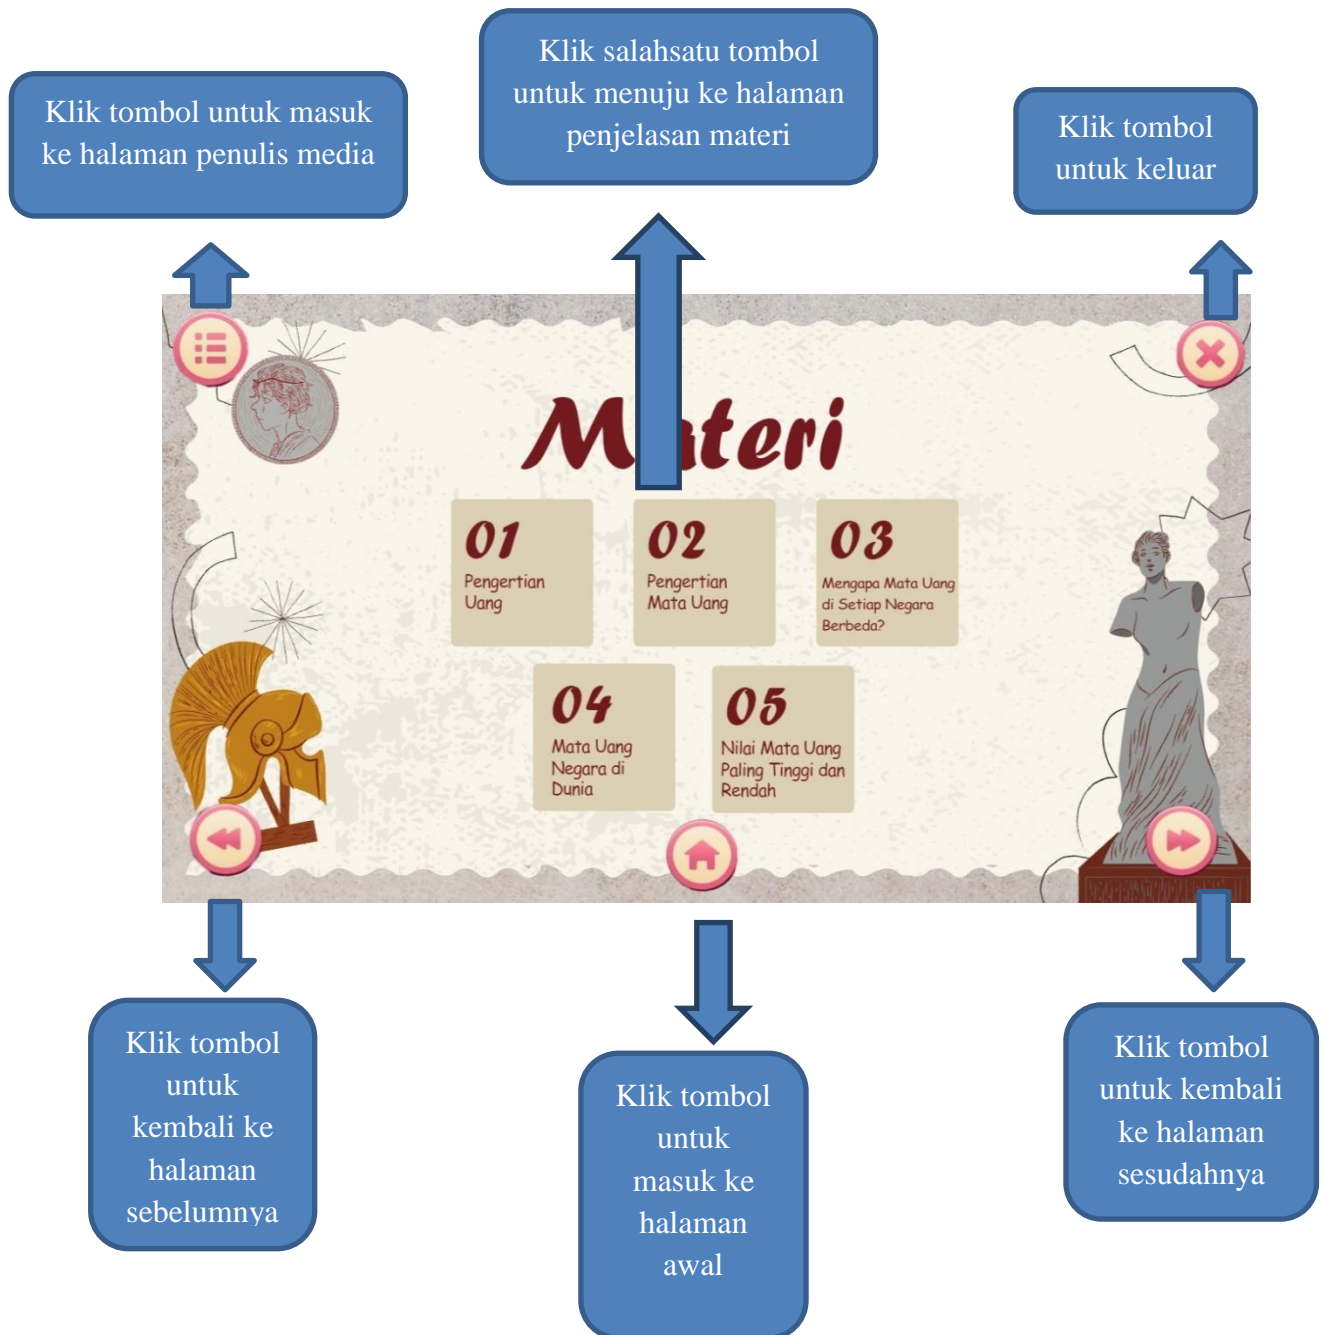 Klik tombol untuk masuk
ke halaman penulis media
Klik salahsatu tombol
untuk menuju ke halaman
penjelasan materi
Klik tombol
untuk keluar
Materi
01
Pengertian
Uang
02
Pengertian
Mata Uang
03
Mengapa Mata Uang
di Setiap Negara
Berbeda?
04
Mata Uang
Negara di
Dunia
05
Nilai Mata Uang
Paling Tinggi dan
Rendah
Klik tombol
untuk
kembali ke
halaman
sebelumnya
Klik tombol
untuk
masuk ke
halaman
awal
Klik tombol
untuk kembali
ke halaman
sesudahnya